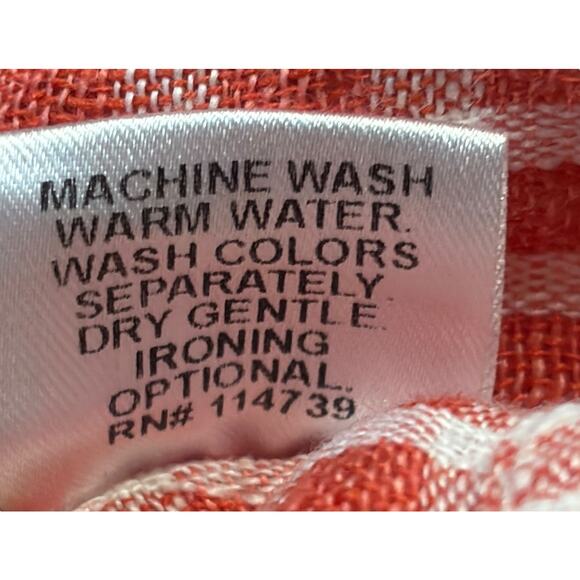 MACHINE WASH
WARM WATER.
WASH COLORS
SEPARATELY.
DRY GENTLE.
IRONING
OPTIONAL.
RN# 114739